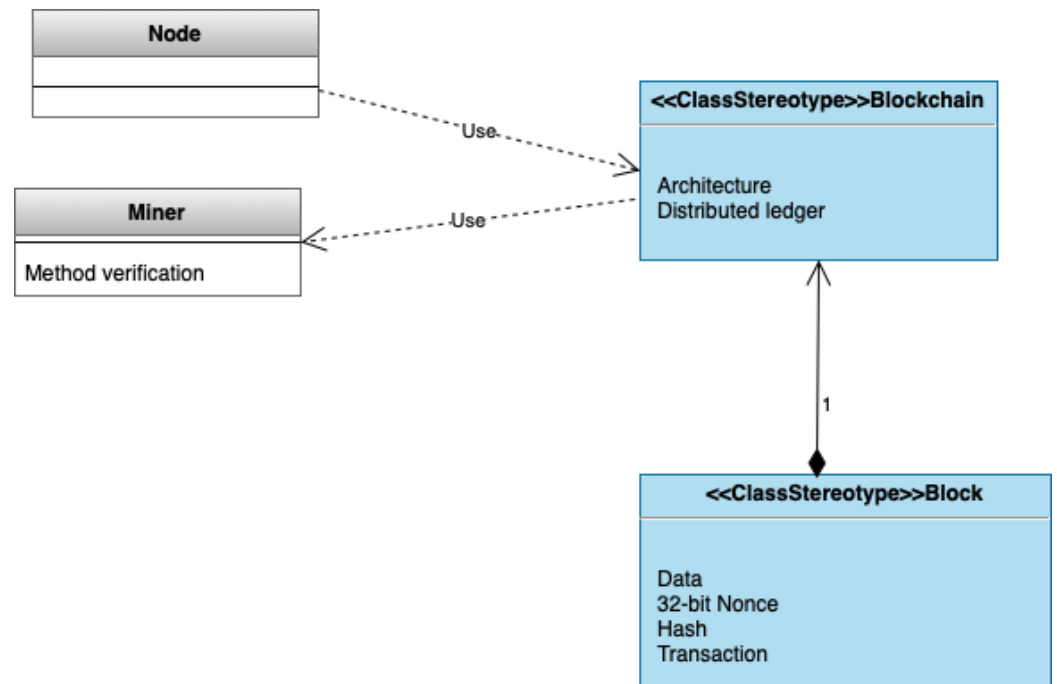 Node
<<ClassStereotype>>Blockchain
Use
Architecture
Distributed ledger
Miner
Use
Method verification
1
<<ClassStereotype>>Block
Data
32-bit Nonce
Hash
Transaction